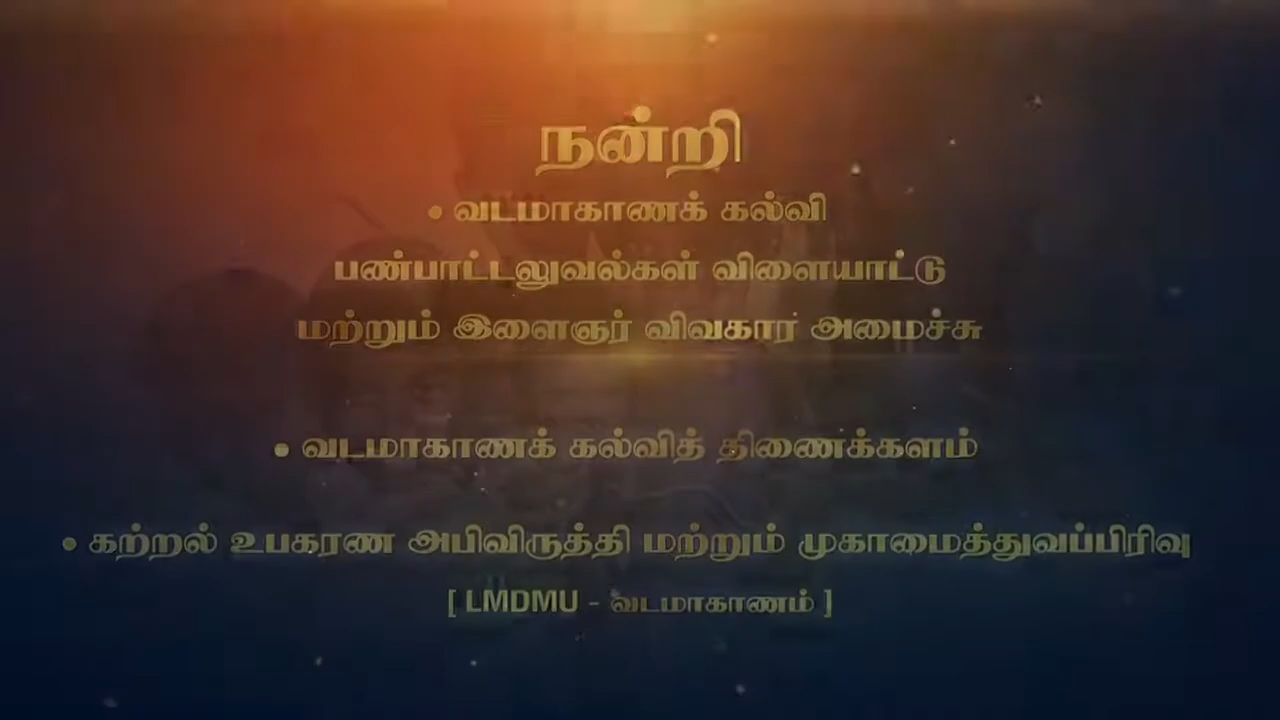 நன்றி
• வடமாகாணக் கல்வி
பண்பாட்டலுவல்கள் விளையாட்டு
மற்றும் இளைஞர் விவகார அமைச்சு
• வடமாகாணக் கல்வித் திணைக்களம்
• கற்றல் உபகரண அபிவிருத்தி மற்றும் முகாமைத்துவப்பிரிவு
[ LMDMU - வடமாகாணம் ]